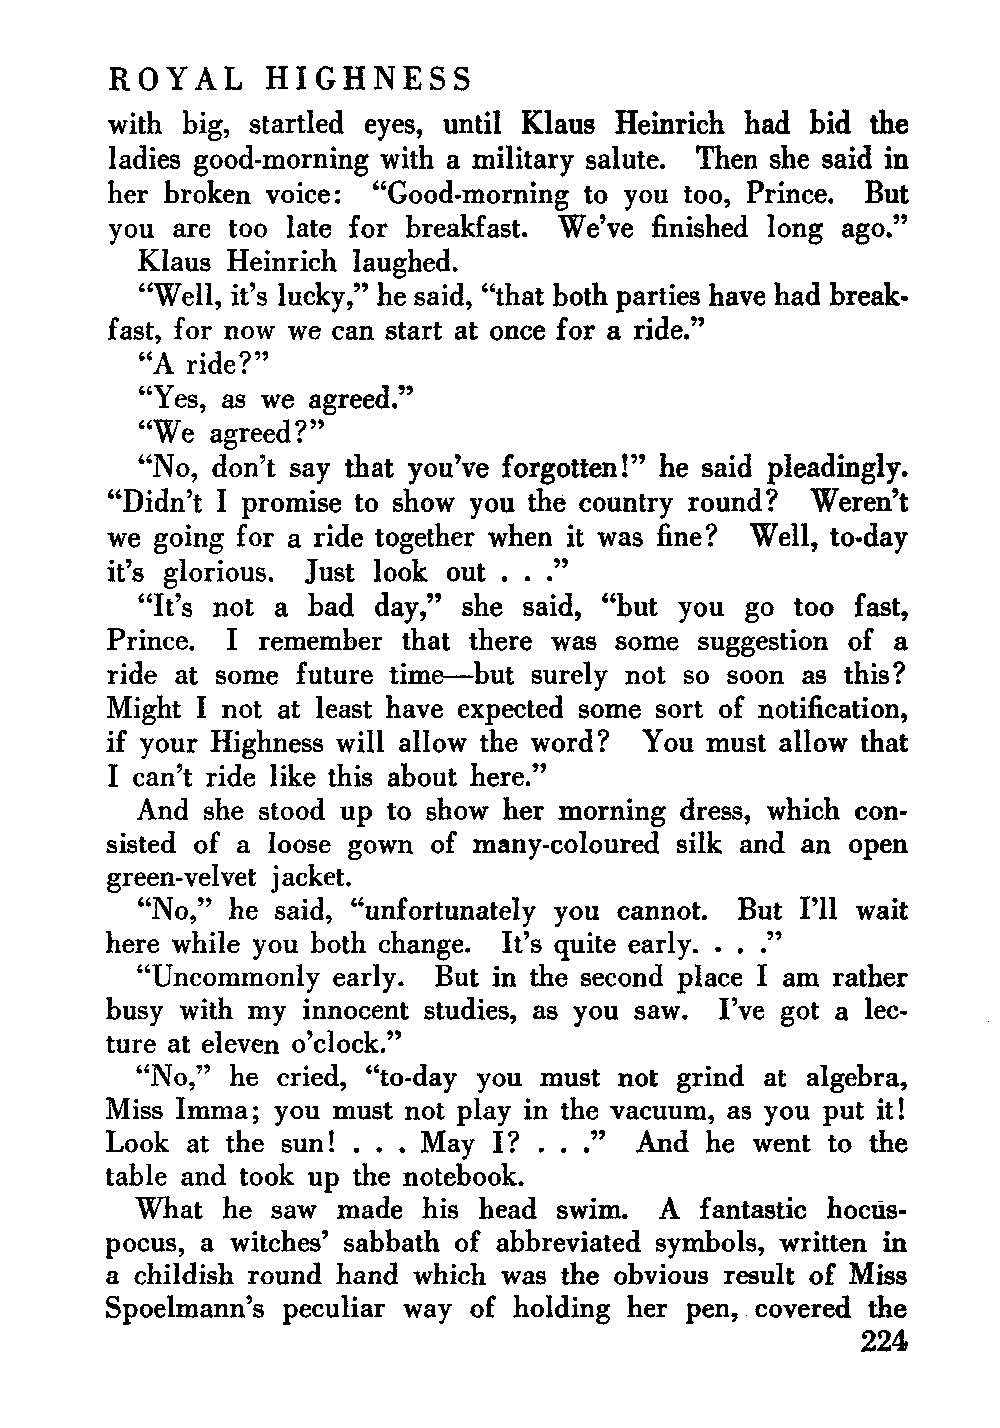 ROYAL HIGHNESS
with big, startled eyes, until Klaus Heinrich had bid the
ladies good-morning with a military salute. Then she said in
her broken voice: “Good-morning to you too, Prince. But
you are too late for breakfast. We’ve finished long ago.”
Klaus Heinrich laughed.
“Well, it’s lucky,” he said, “that both parties have had break-
fast, for now we can start at once for a ride.”
“A ride?”
“Yes, as we agreed.”
“We agreed?”
“No, don’t say that you’ve forgotten!” he said pleadingly.
“Didn’t I promise to show you the country round? Weren’t
we going for a ride together when it was fine? Well, to-day
it’s glorious. Just look out . . .”
“It’s not a bad day,” she said, “but you go too fast,
Prince. I remember that there was some suggestion of a
ride at some future time—but surely not so soon as this?
Might I not at least have expected some sort of notification,
if your Highness will allow the word? You must allow that
I can’t ride like this about here.”
And she stood up to show her morning dress, which con-
sisted of a loose gown of many-coloured silk and an open
green-velvet jacket.
“No,” he said, “unfortunately you cannot. But I’ll wait
here while you both change. It’s quite early. . . .”
“Uncommonly early. But in the second place I am rather
busy with my innocent studies, as you saw. I’ve got a lec-
ture at eleven o’clock.”
“No,” he cried, “to-day you must not grind at algebra,
Miss Imma; you must not play in the vacuum, as you put it!
Look at the sun! . . . May I? . . .” And he went to the
table and took up the notebook.
What he saw made his head swim. A fantastic hocus-
pocus, a witches’ sabbath of abbreviated symbols, written in
a childish round hand which was the obvious result of Miss
Spoelmann’s peculiar way of holding her pen, covered the
224